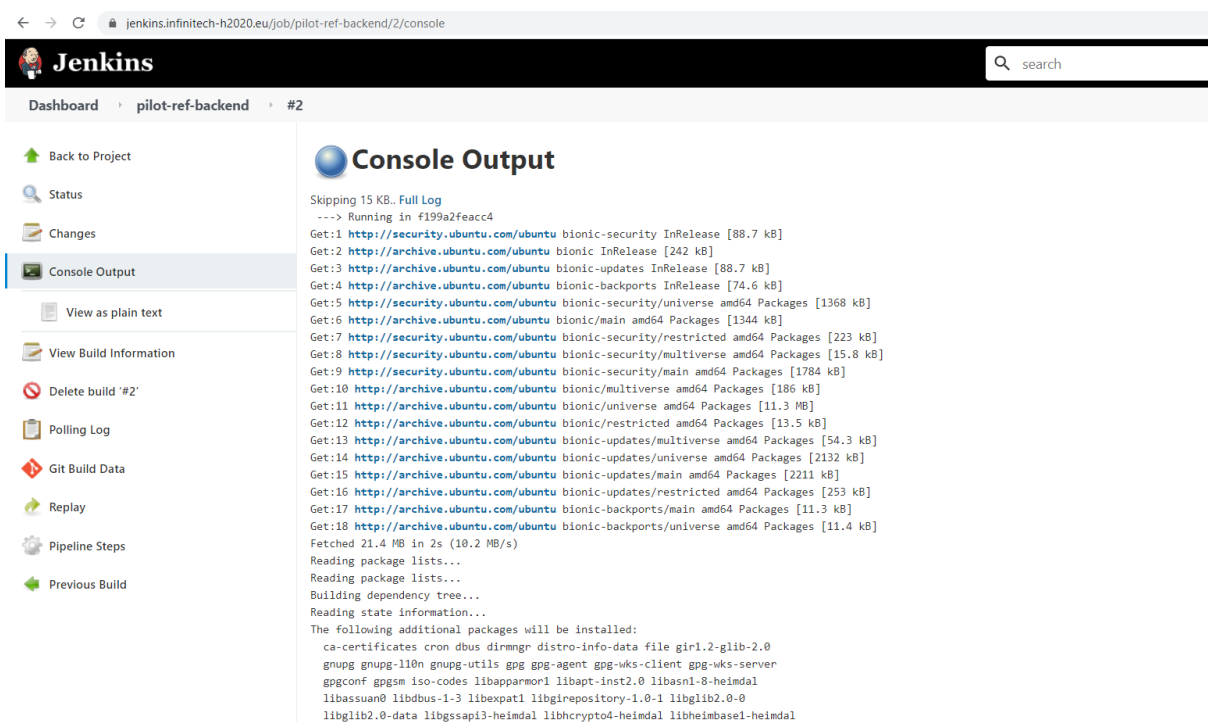 jenkins.infinitech-h2020.eu/job/pilot-ref-backend/2/console
Jenkins
search
Dashboard pilot-ref-backend #2
Back to Project
Status
Changes
Console Output
View as plain text
View Build Information
Delete build '#2'
Polling Log
Git Build Data
Replay
Pipeline Steps
Previous Build
Console Output
Skipping 15 KB.. Full Log
---> Running in f199a2feacc4
Get:1 http://security.ubuntu.com/ubuntu bionic-security InRelease [88.7 kB]
Get:2 http://archive.ubuntu.com/ubuntu bionic InRelease [242 kB]
Get:3 http://archive.ubuntu.com/ubuntu bionic-updates InRelease [88.7 kB]
Get:4 http://archive.ubuntu.com/ubuntu bionic-backports InRelease [74.6 kB]
Get:5 http://security.ubuntu.com/ubuntu bionic-security/universe amd64 Packages [1368 kB]
Get:6 http://archive.ubuntu.com/ubuntu bionic/main amd64 Packages [1344 kB]
Get:7 http://security.ubuntu.com/ubuntu bionic-security/restricted amd64 Packages [223 kB]
Get:8 http://security.ubuntu.com/ubuntu bionic-security/multiverse amd64 Packages [15.8 kB]
Get:9 http://security.ubuntu.com/ubuntu bionic-security/main amd64 Packages [1784 kB]
Get:10 http://archive.ubuntu.com/ubuntu bionic/multiverse amd64 Packages [186 kB]
Get:11 http://archive.ubuntu.com/ubuntu bionic/universe amd64 Packages [11.3 MB]
Get:12 http://archive.ubuntu.com/ubuntu bionic/restricted amd64 Packages [13.5 kB]
Get:13 http://archive.ubuntu.com/ubuntu bionic-updates/multiverse amd64 Packages [54.3 kB]
Get:14 http://archive.ubuntu.com/ubuntu bionic-updates/universe amd64 Packages [2132 kB]
Get:15 http://archive.ubuntu.com/ubuntu bionic-updates/main amd64 Packages [2211 kB]
Get:16 http://archive.ubuntu.com/ubuntu bionic-updates/restricted amd64 Packages [253 kB]
Get:17 http://archive.ubuntu.com/ubuntu bionic-backports/main amd64 Packages [11.3 kB]
Get:18 http://archive.ubuntu.com/ubuntu bionic-backports/universe amd64 Packages [11.4 kB]
Fetched 21.4 MB in 2s (10.2 MB/s)
Reading package lists...
Reading package lists...
Building dependency tree...
Reading state information...
The following additional packages will be installed:
ca-certificates cron dbus dirmngr distro-info-data file gir1.2-glib-2.0
gnupg gnupg-l10n gnupg-utils gpg gpg-agent gpg-wks-client gpg-wks-server
gpgconf gpgsm iso-codes libapparmor1 libapt-inst2.0 libasn1-8-heimdal
libassuan0 libdbus-1-3 libexpat1 libgirepository-1.0-1 libglib2.0-0
libglib2.0-data libgssapi3-heimdal libhcrypto4-heimdal libheimbase1-heimdal